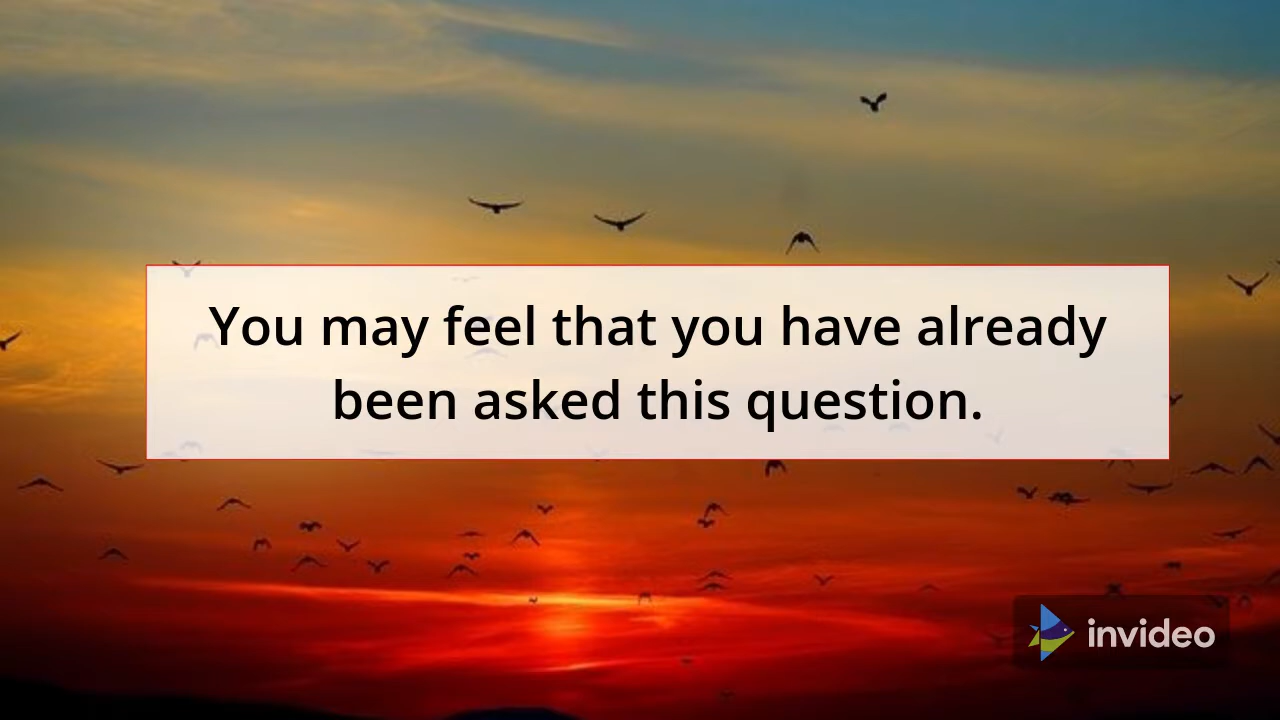 You may feel that you have already
been asked this question.
invideo